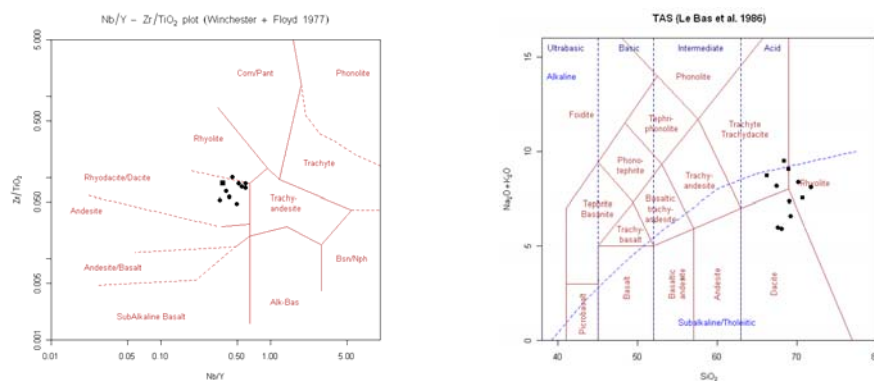 Nb/Y − Zr/TiO2 plot (Winchester + Floyd 1977)
Zr/TiO2
5.000
0.500
0.050
0.005
0.001
Com/Pant
Phonolite
Rhyolite
Trachyte
Rhyodacite/Dacite
Andesite
Trachy-
andesite
Andesite/Basalt
Bsn/Nph
SubAlkaline Basalt
Alk-Bas
0.01
0.05
0.10
0.50
1.00
5.00
Nb/Y
TAS (Le Bas et al. 1986)
Na2O+K2O
15
10
5
0
Ultrabasic
Basic
Intermediate
Acid
Alkaline
Phonolite
Foidite
Tephri-
phonolite
Trachyte
Trachydacite
Phono-
tephrite
Trachy-
andesite
Rhyolite
Tephrite
Basanite
Basaltic
trachy-
andesite
Trachy-
basalt
Picrobasalt
Basalt
Basaltic
andesite
Andesite
Dacite
Subalkaline/Tholeiitic
40
50
60
70
80
SiO2